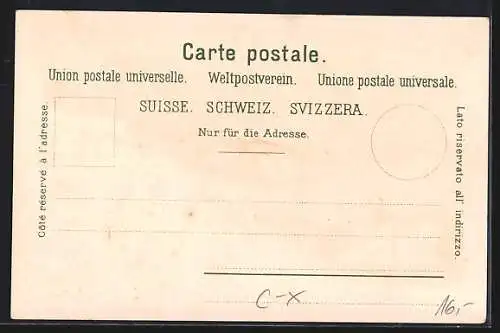 Carte postale.
Union postale universelle. Weltpostverein. Unione postale universale.
SUISSE. SCHWEIZ. SVIZZERA.
Nur für die Adresse.
Côté réservé à l'adresse.
Lato riservato all' indirizzo.
C-X
16,-